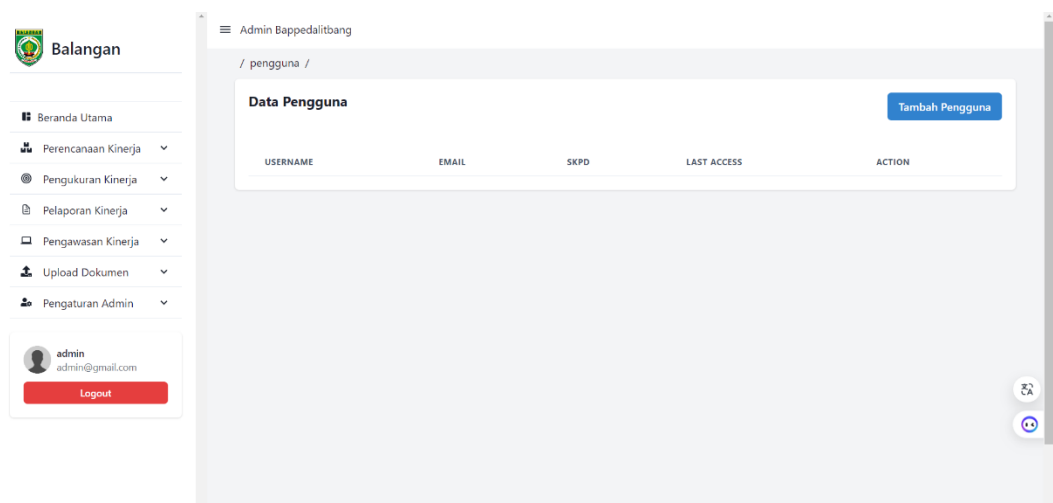 BALANGAN
Balangan
Beranda Utama
Perencanaan Kinerja
Pengukuran Kinerja
Pelaporan Kinerja
Pengawasan Kinerja
Upload Dokumen
Pengaturan Admin
admin
admin@gmail.com
Logout
Admin Bappedalitbang
/ pengguna /
Data Pengguna
Tambah Pengguna
USERNAME EMAIL SKPD LAST ACCESS ACTION